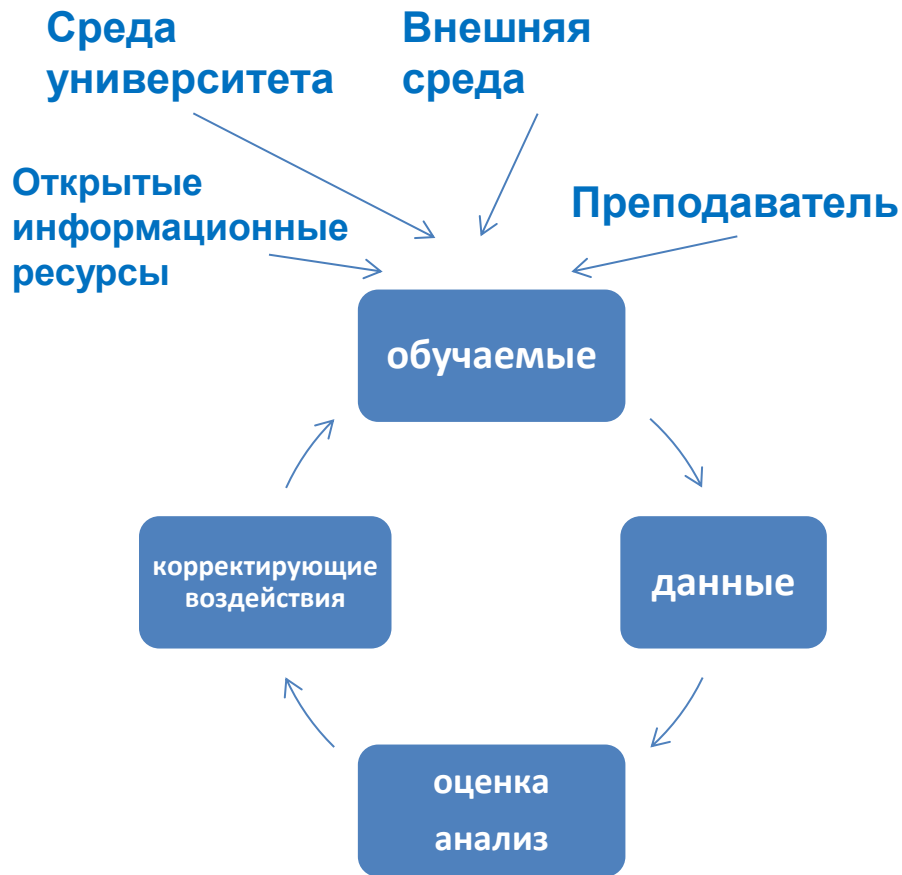 Среда
университета
Внешняя
среда
Открытые
информационные
ресурсы
Преподаватель
обучаемые
корректирующие
воздействия
данные
оценка
анализ